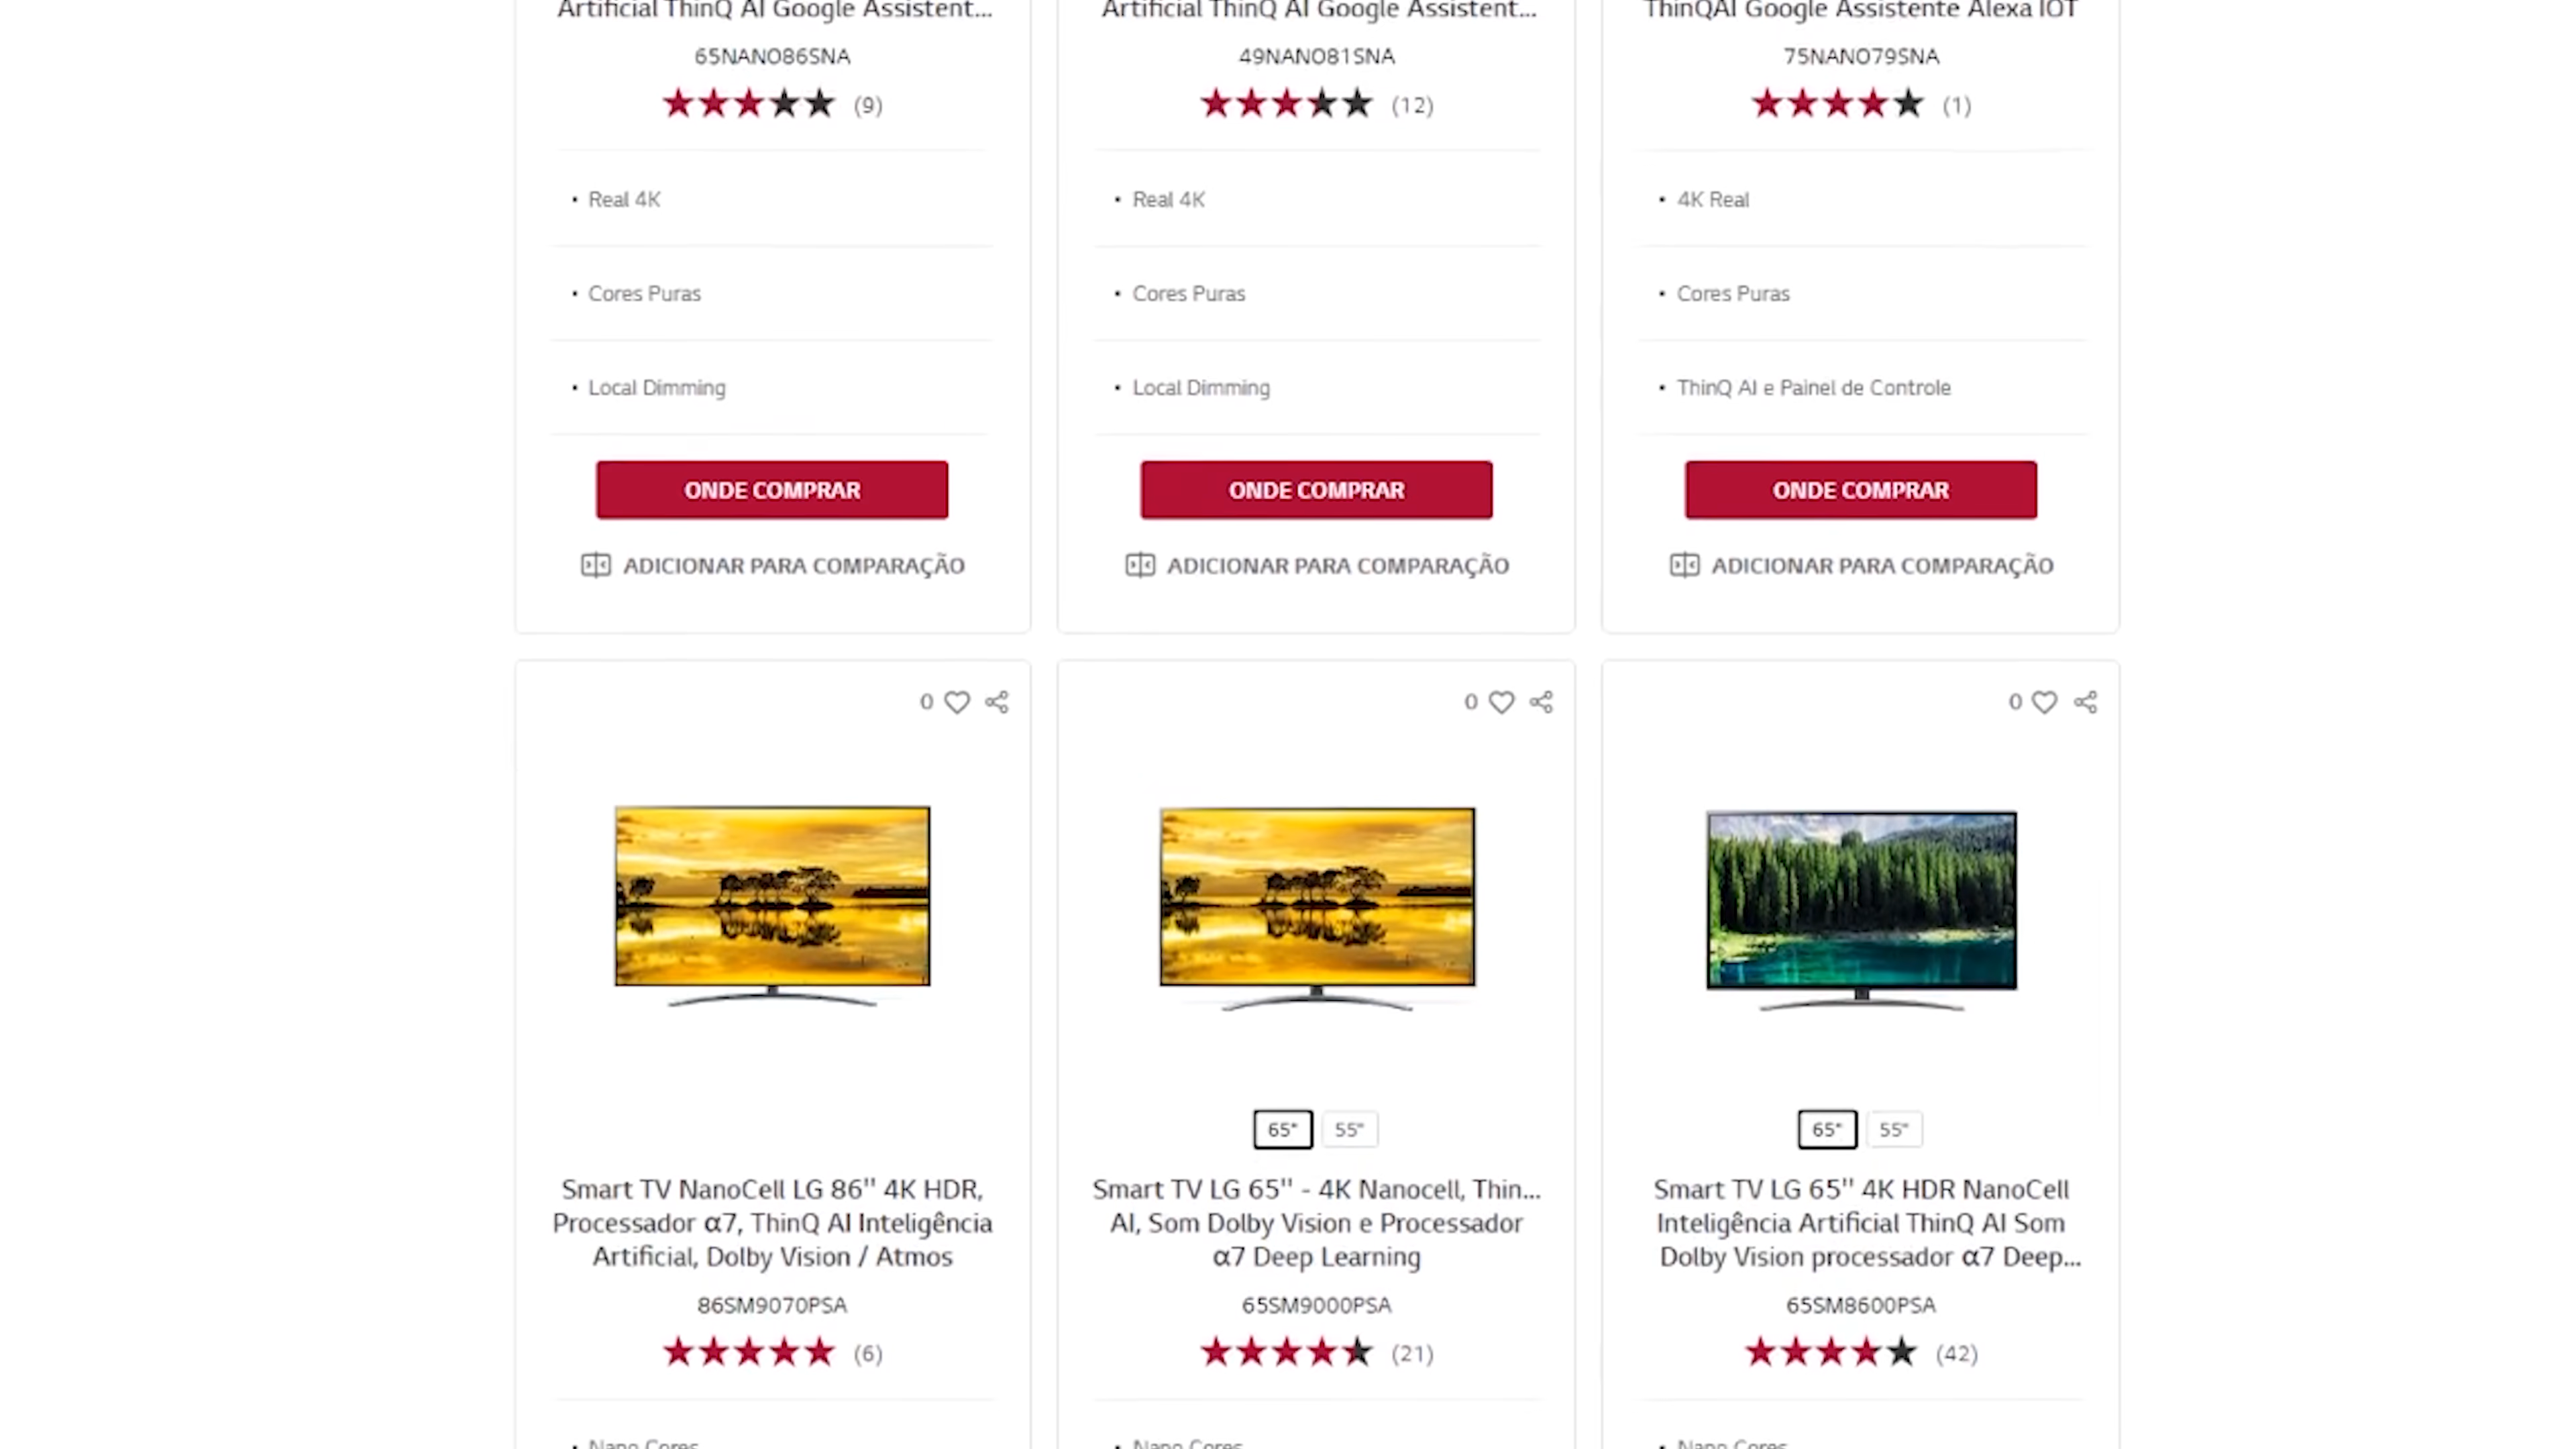 Artificial ThinQ AI Google Assistent...
65NANO86SNA
(9)
• Real 4K
• Cores Puras
• Local Dimming
ONDE COMPRAR
ADICIONAR PARA COMPARAÇÃO
Artificial ThinQ AI Google Assistent...
49NANO81SNA
(12)
• Real 4K
• Cores Puras
• Local Dimming
ONDE COMPRAR
ADICIONAR PARA COMPARAÇÃO
ThinQAI Google Assistente Alexa IOT
75NANO79SNA
(1)
• 4K Real
• Cores Puras
• ThinQ AI e Painel de Controle
ONDE COMPRAR
ADICIONAR PARA COMPARAÇÃO
0
Smart TV NanoCell LG 86" 4K HDR,
Processador α7, ThinQ AI Inteligência
Artificial, Dolby Vision / Atmos
86SM9070PSA
(6)
• Nano Cores
0
65" 55"
Smart TV LG 65" - 4K Nanocell, Thin...
AI, Som Dolby Vision e Processador
α7 Deep Learning
65SM9000PSA
(21)
• Nano Cores
0
65" 55"
Smart TV LG 65" 4K HDR NanoCell
Inteligência Artificial ThinQ AI Som
Dolby Vision processador α7 Deep...
65SM8600PSA
(42)
• Nano Cores